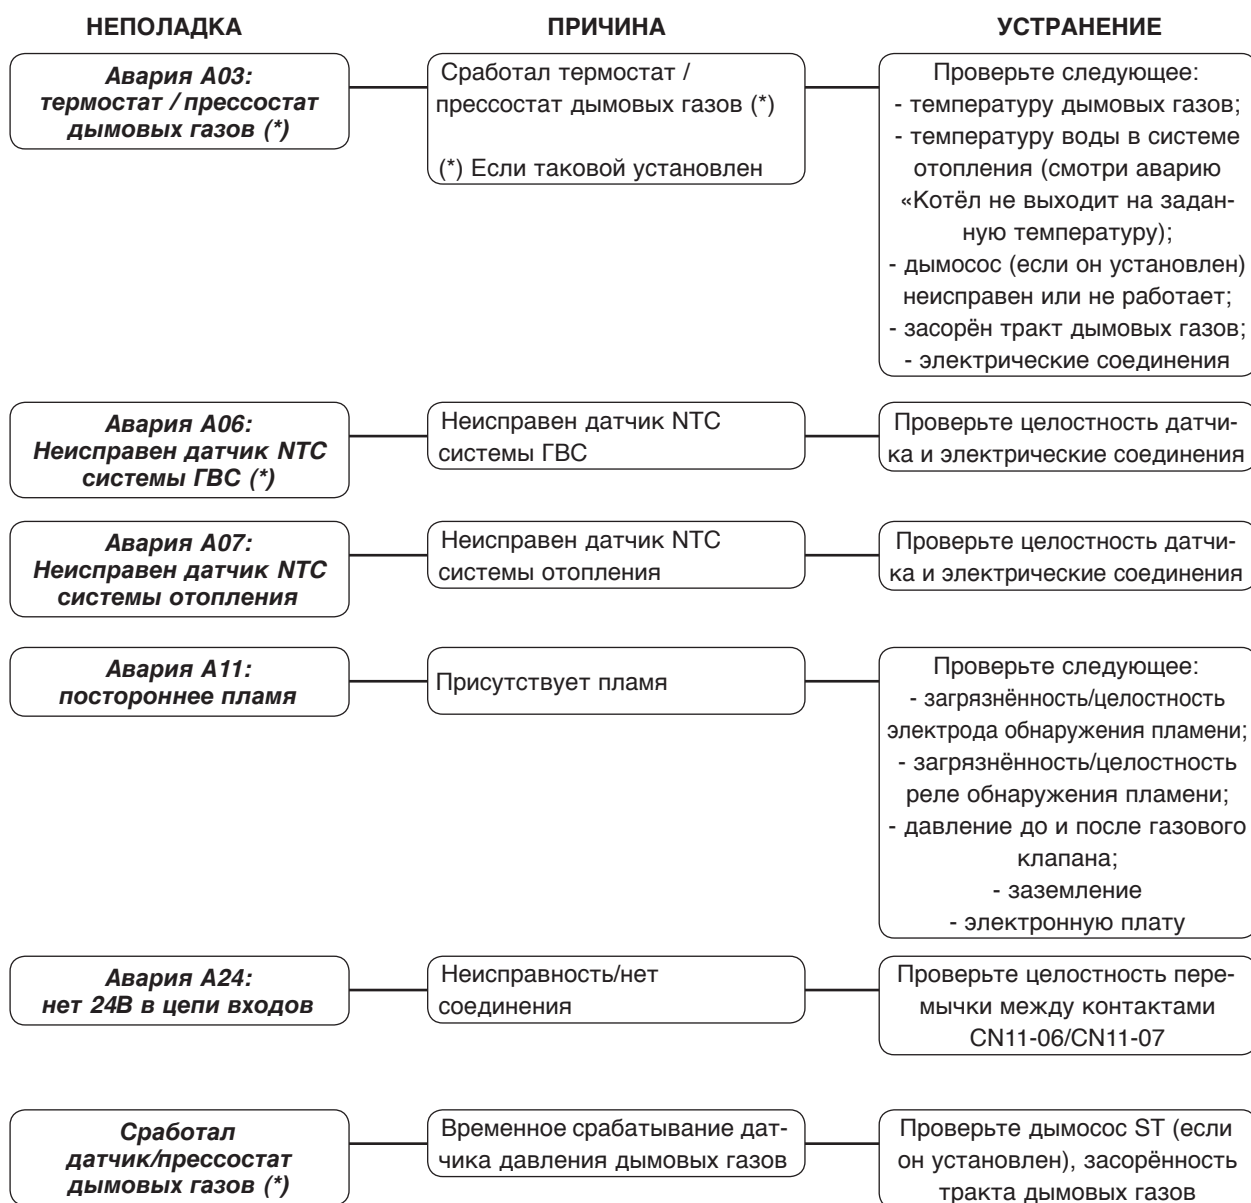 НЕПОЛАДКА
ПРИЧИНА
УСТРАНЕНИЕ
Авария А03:
термостат / прессостат
дымовых газов (*)
Сработал термостат /
прессостат дымовых газов (*)
(*) Если таковой установлен
Проверьте следующее:
- температуру дымовых газов;
- температуру воды в системе
отопления (смотри аварию
«Котёл не выходит на задан-
ную температуру);
- дымосос (если он установлен)
неисправен или не работает;
- засорён тракт дымовых газов;
- электрические соединения
Авария А06:
Неисправен датчик NTC
системы ГВС (*)
Неисправен датчик NTC
системы ГВС
Проверьте целостность датчи-
ка и электрические соединения
Авария А07:
Неисправен датчик NTC
системы отопления
Неисправен датчик NTC
системы отопления
Проверьте целостность датчи-
ка и электрические соединения
Авария А11:
постороннее пламя
Присутствует пламя
Проверьте следующее:
- загрязнённость/целостность
электрода обнаружения пламени;
- загрязнённость/целостность
реле обнаружения пламени;
- давление до и после газового
клапана;
- заземление
- электронную плату
Авария А24:
нет 24В в цепи входов
Неисправность/нет
соединения
Проверьте целостность пере-
мычки между контактами
CN11-06/CN11-07
Сработал
датчик/прессостат
дымовых газов (*)
Временное срабатывание дат-
чика давления дымовых газов
Проверьте дымосос ST (если
он установлен), засорённость
тракта дымовых газов